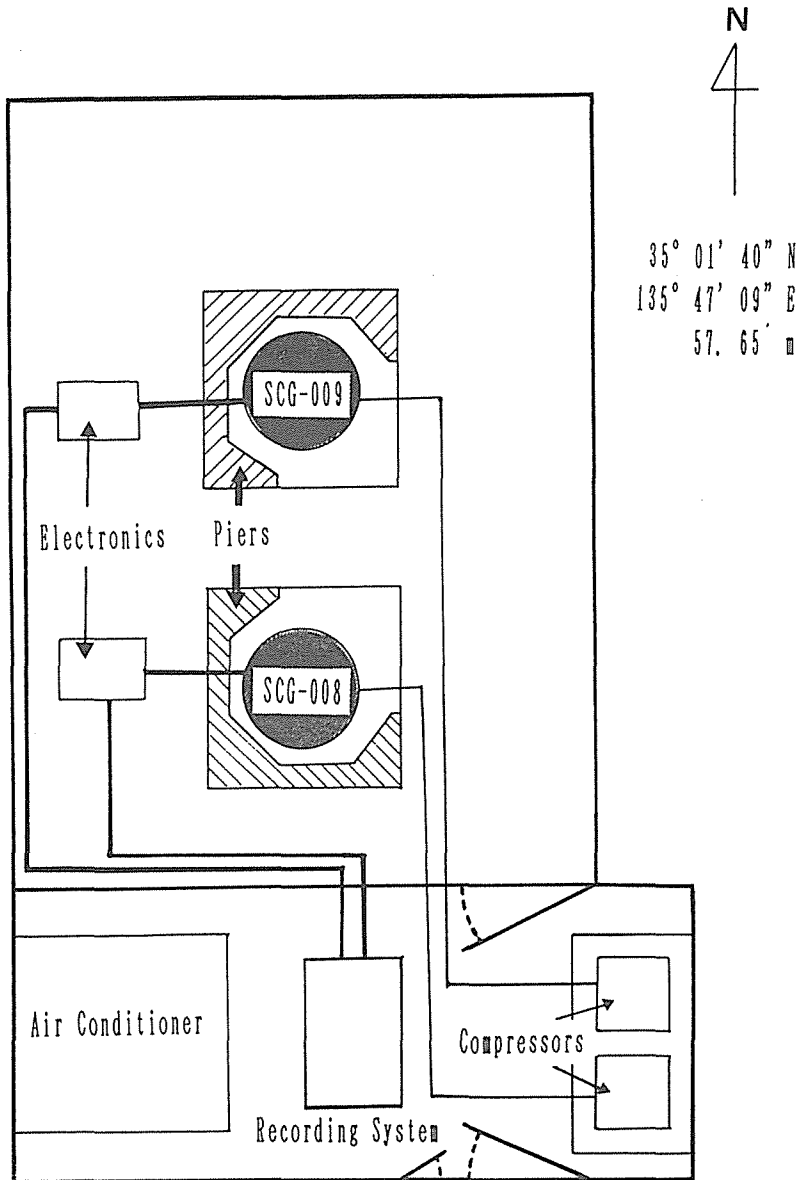 N
35° 01' 40" N
135° 47' 09" E
57. 65 m
SCG-009
Electronics
Piers
SCG-008
Air Conditioner
Compressors
Recording System